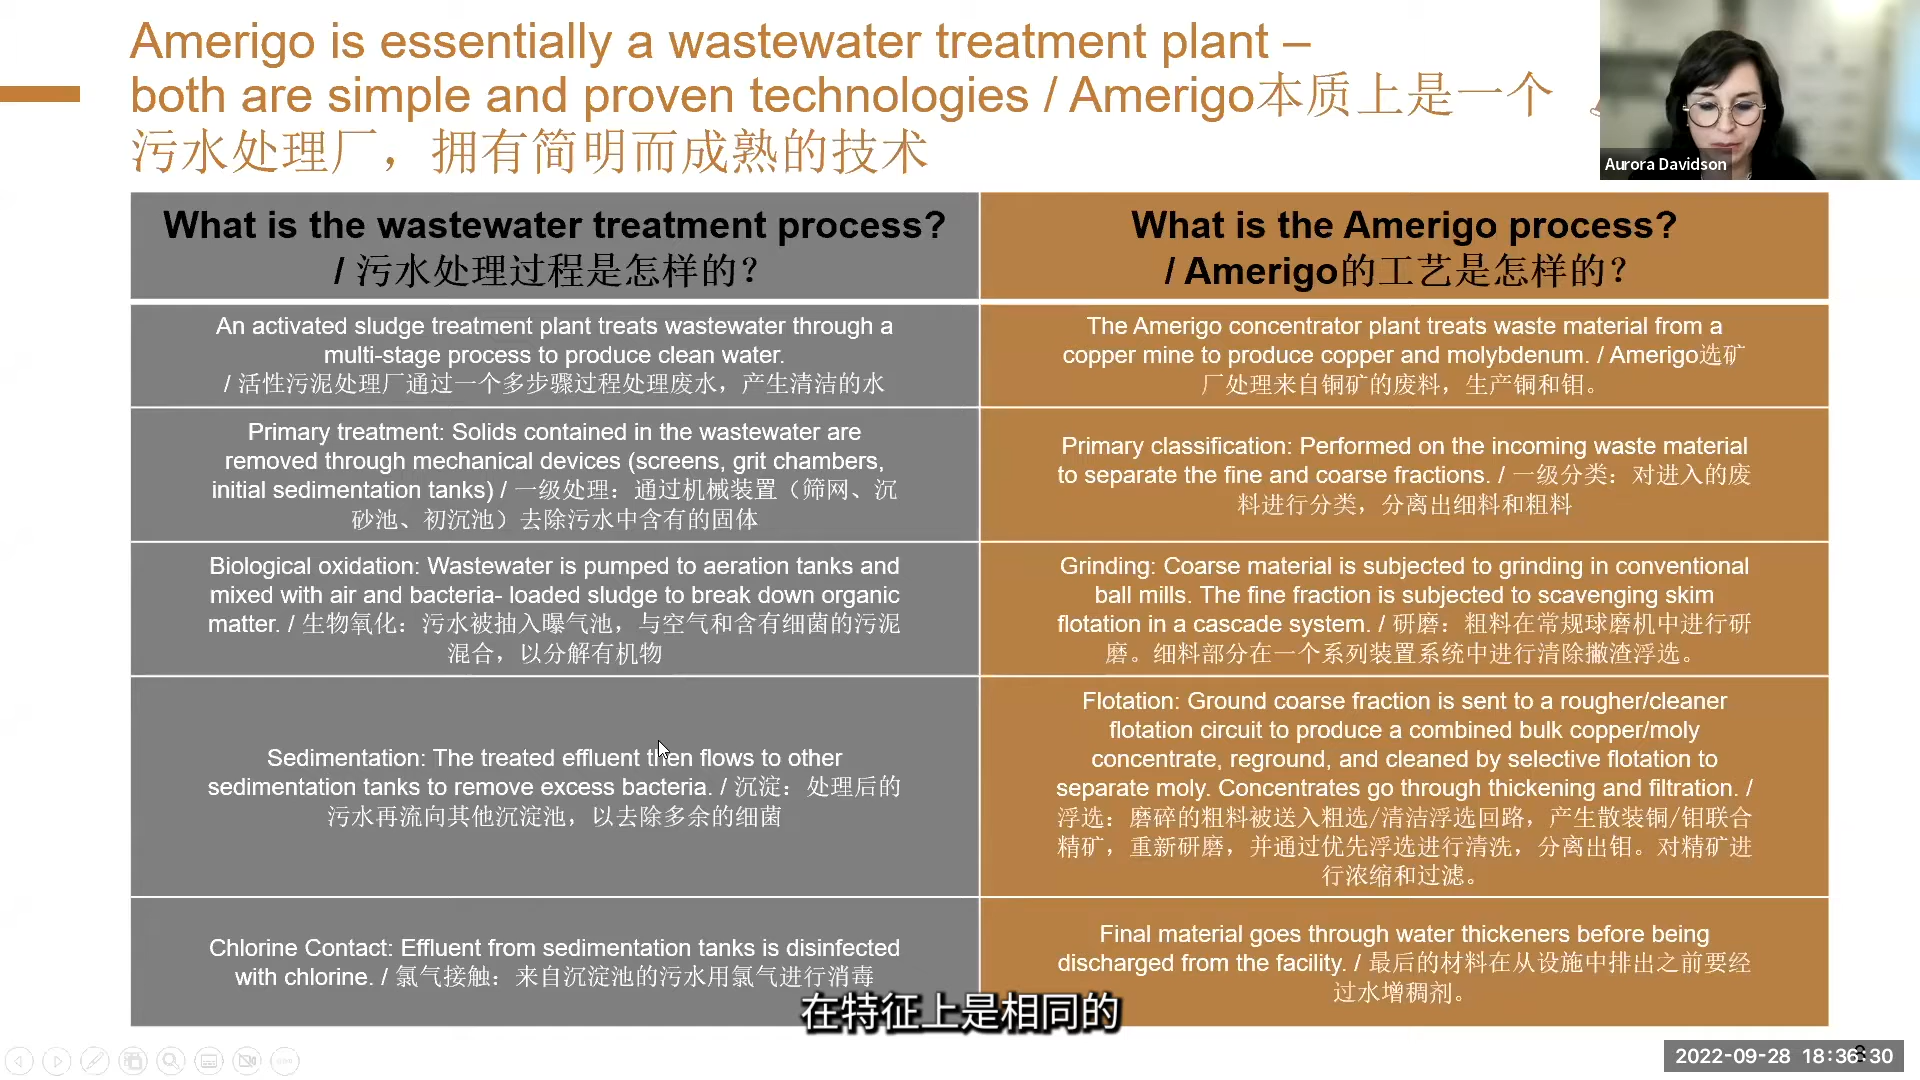 Amerigo is essentially a wastewater treatment plant –
both are simple and proven technologies / Amerigo本质上是一个
污水处理厂，拥有简明而成熟的技术
Aurora Davidson
What is the wastewater treatment process?
/ 污水处理过程是怎样的？
What is the Amerigo process?
/ Amerigo的工艺是怎样的？
An activated sludge treatment plant treats wastewater through a
multi-stage process to produce clean water.
/ 活性污泥处理厂通过一个多步骤过程处理废水，产生清洁的水
The Amerigo concentrator plant treats waste material from a
copper mine to produce copper and molybdenum. / Amerigo选矿
厂处理来自铜矿的废料，生产铜和钼。
Primary treatment: Solids contained in the wastewater are
removed through mechanical devices (screens, grit chambers,
initial sedimentation tanks) / 一级处理：通过机械装置（筛网、沉
砂池、初沉池）去除污水中含有的固体
Primary classification: Performed on the incoming waste material
to separate the fine and coarse fractions. / 一级分类：对进入的废
料进行分类，分离出细料和粗料
Biological oxidation: Wastewater is pumped to aeration tanks and
mixed with air and bacteria- loaded sludge to break down organic
matter. / 生物氧化：污水被抽入曝气池，与空气和含有细菌的污泥
混合，以分解有机物
Grinding: Coarse material is subjected to grinding in conventional
ball mills. The fine fraction is subjected to scavenging skim
flotation in a cascade system. / 研磨：粗料在常规球磨机中进行研
磨。细料部分在一个系列装置系统中进行清除撇渣浮选。
Sedimentation: The treated effluent then flows to other
sedimentation tanks to remove excess bacteria. / 沉淀：处理后的
污水再流向其他沉淀池，以去除多余的细菌
Flotation: Ground coarse fraction is sent to a rougher/cleaner
flotation circuit to produce a combined bulk copper/moly
concentrate, reground, and cleaned by selective flotation to
separate moly. Concentrates go through thickening and filtration. /
浮选：磨碎的粗料被送入粗选/清洁浮选回路，产生散装铜/钼联合
精矿，重新研磨，并通过优先浮选进行清洗，分离出钼。对精矿进
行浓缩和过滤。
Chlorine Contact: Effluent from sedimentation tanks is disinfected
with chlorine. / 氯气接触：来自沉淀池的污水用氯气进行消毒
Final material goes through water thickeners before being
discharged from the facility. / 最后的材料在从设施中排出之前要经
过水增稠剂。
在特征上是相同的
2022-09-28 18:36:30